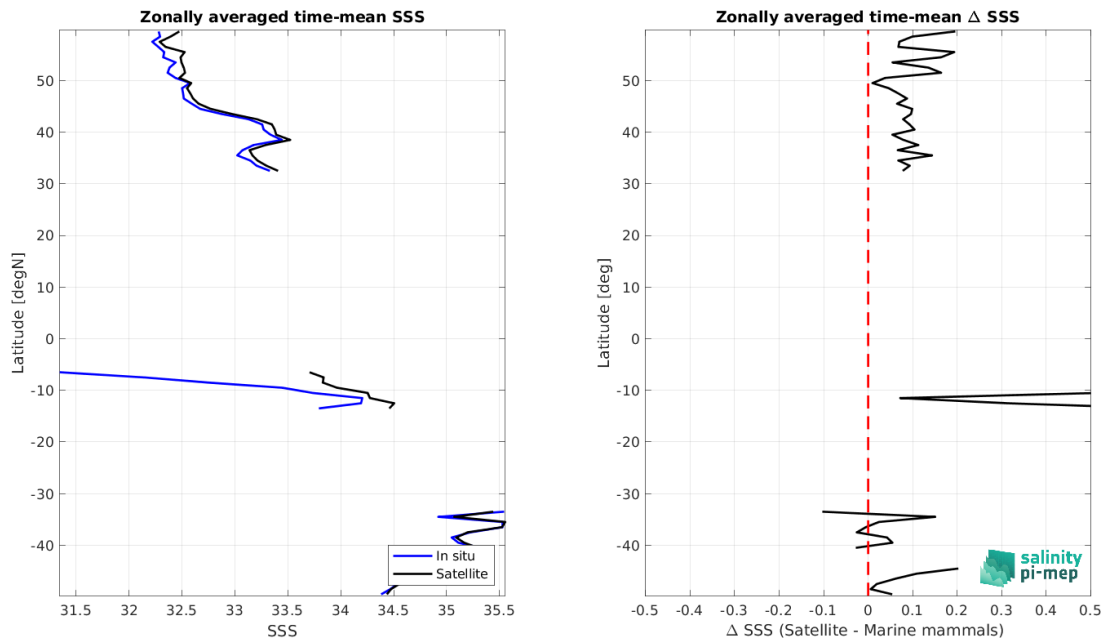 Zonally averaged time-mean SSS
50
40
30
20
10
0
-10
-20
-30
-40
Latitude [degN]
In situ
Satellite
31.5 32 32.5 33 33.5 34 34.5 35 35.5
SSS
Zonally averaged time-mean Δ SSS
50
40
30
20
10
0
-10
-20
-30
-40
Latitude [deg]
salinity
pi-mep
-0.5 -0.4 -0.3 -0.2 -0.1 0 0.1 0.2 0.3 0.4 0.5
Δ SSS (Satellite - Marine mammals)